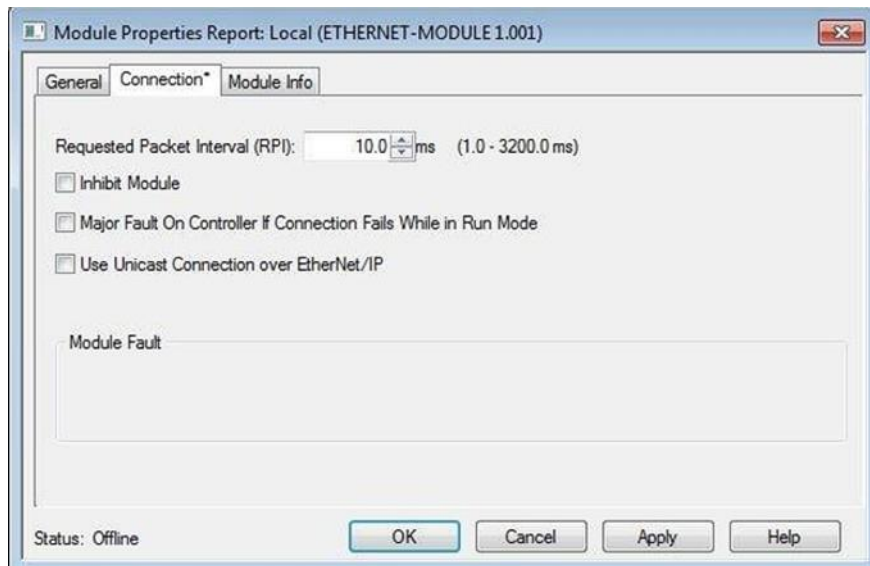 Module Properties Report: Local (ETHERNET-MODULE 1.001)
General Connection* Module Info
Requested Packet Interval (RPI): 10.0 ms (1.0 - 3200.0 ms)
Inhibit Module
Major Fault On Controller If Connection Fails While in Run Mode
Use Unicast Connection over EtherNet/IP
Module Fault
Status: Offline OK Cancel Apply Help